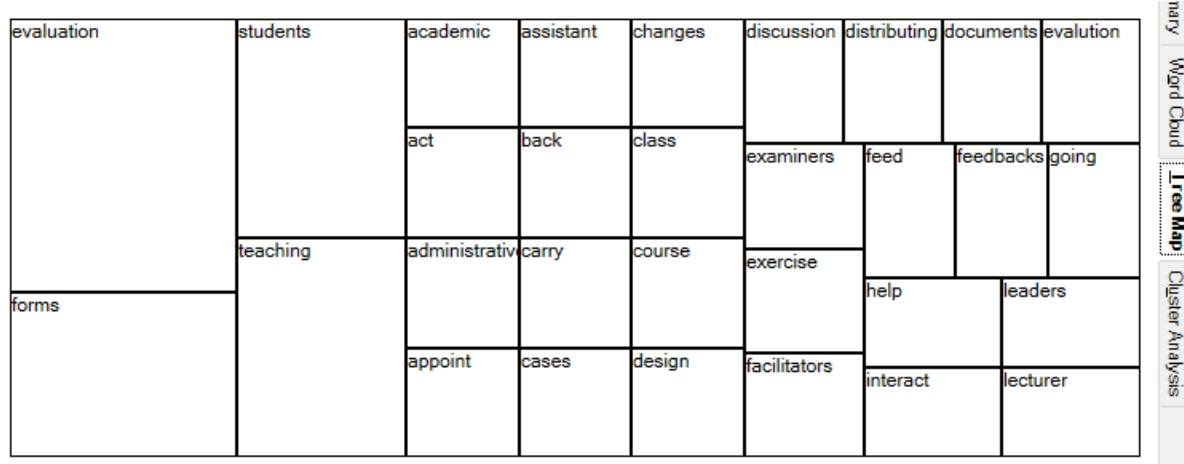 evaluation
students
academic
assistant
changes
discussion
distributing
documents
evalution
act
back
class
examiners
feed
feedbacks
going
teaching
administrativ
carry
course
exercise
forms
help
leaders
appoint
cases
design
facilitators
interact
lecturer
mary
Word Cloud
Tree Map
Cluster Analysis